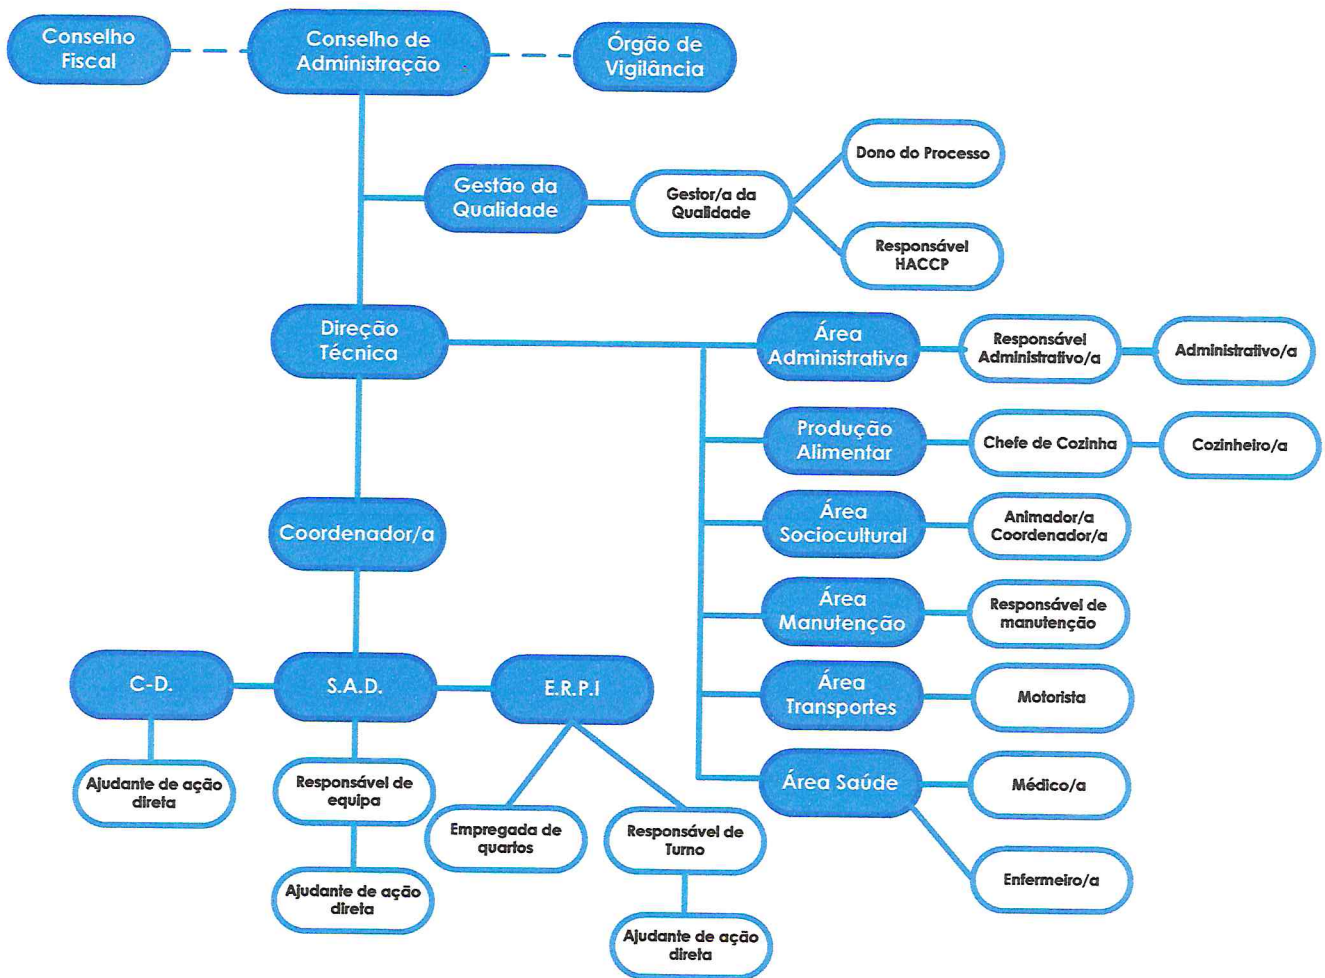 Conselho
Fiscal
Conselho de
Administração
Órgão de
Vigilância
Gestão da
Qualidade
Gestor/a da
Qualidade
Dono do Processo
Responsável
HACCP
Direção
Técnica
Área
Administrativa
Responsável
Administrativo/a
Administrativo/a
Produção
Alimentar
Chefe de Cozinha
Cozinheiro/a
Coordenador/a
Área
Sociocultural
Animador/a
Coordenador/a
Área
Manutenção
Responsável de
manutenção
C-D.
S.A.D.
E.R.P.I
Área
Transportes
Motorista
Ajudante de ação
direta
Responsável de
equipa
Área Saúde
Médico/a
Empregada de
quartos
Responsável de
Turno
Ajudante de ação
direta
Enfermeiro/a
Ajudante de ação
direta